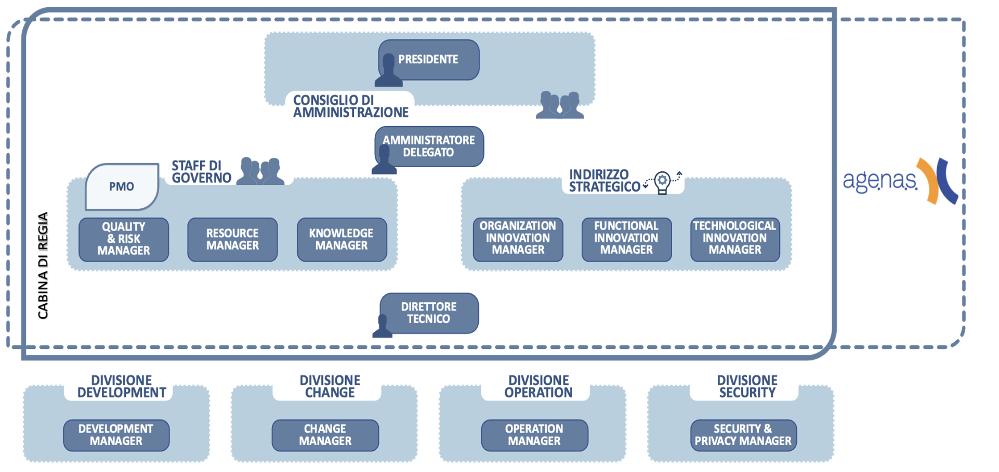 PRESIDENTE
CONSIGLIO DI
AMMINISTRAZIONE
AMMINISTRATORE
DELEGATO
PMO
STAFF DI
GOVERNO
QUALITY
& RISK
MANAGER
RESOURCE
MANAGER
KNOWLEDGE
MANAGER
INDIRIZZO
STRATEGICO
ORGANIZATION
INNOVATION
MANAGER
FUNCTIONAL
INNOVATION
MANAGER
TECHNOLOGICAL
INNOVATION
MANAGER
agenas.
CABINA DI REGIA
DIRETTORE
TECNICO
DIVISIONE
DEVELOPMENT
DEVELOPMENT
MANAGER
DIVISIONE
CHANGE
CHANGE
MANAGER
DIVISIONE
OPERATION
OPERATION
MANAGER
DIVISIONE
SECURITY
SECURITY &
PRIVACY MANAGER